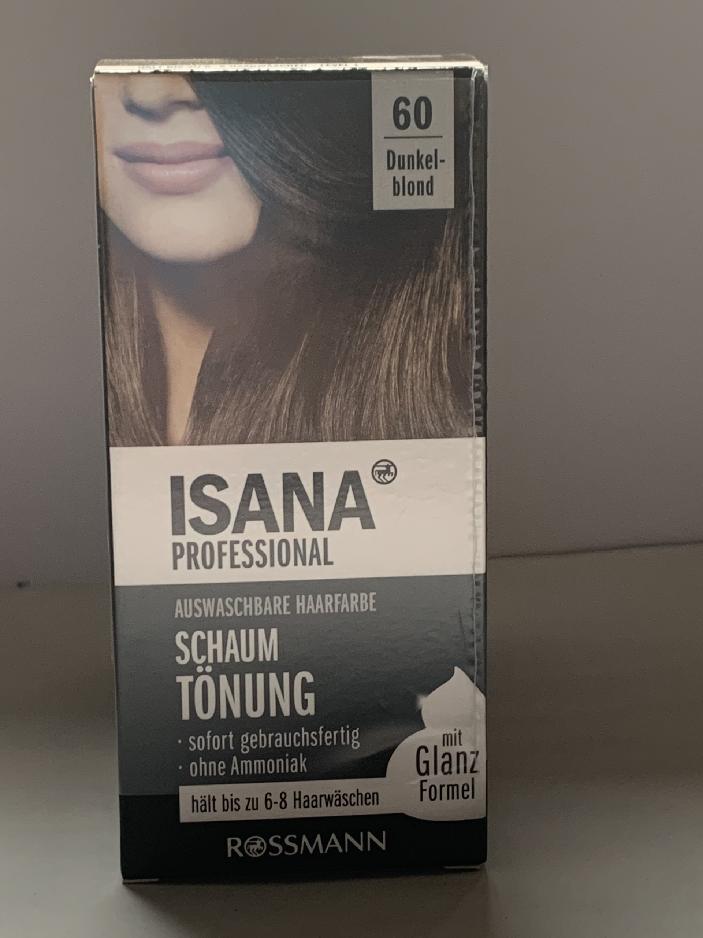 60
Dunkel-
blond
ISANA
PROFESSIONAL
AUSWASCHBARE HAARFARBE
SCHAUM
TÖNUNG
· sofort gebrauchsfertig
· ohne Ammoniak
hält bis zu 6-8 Haarwäschen
mit
Glanz
Formel
ROSSMANN